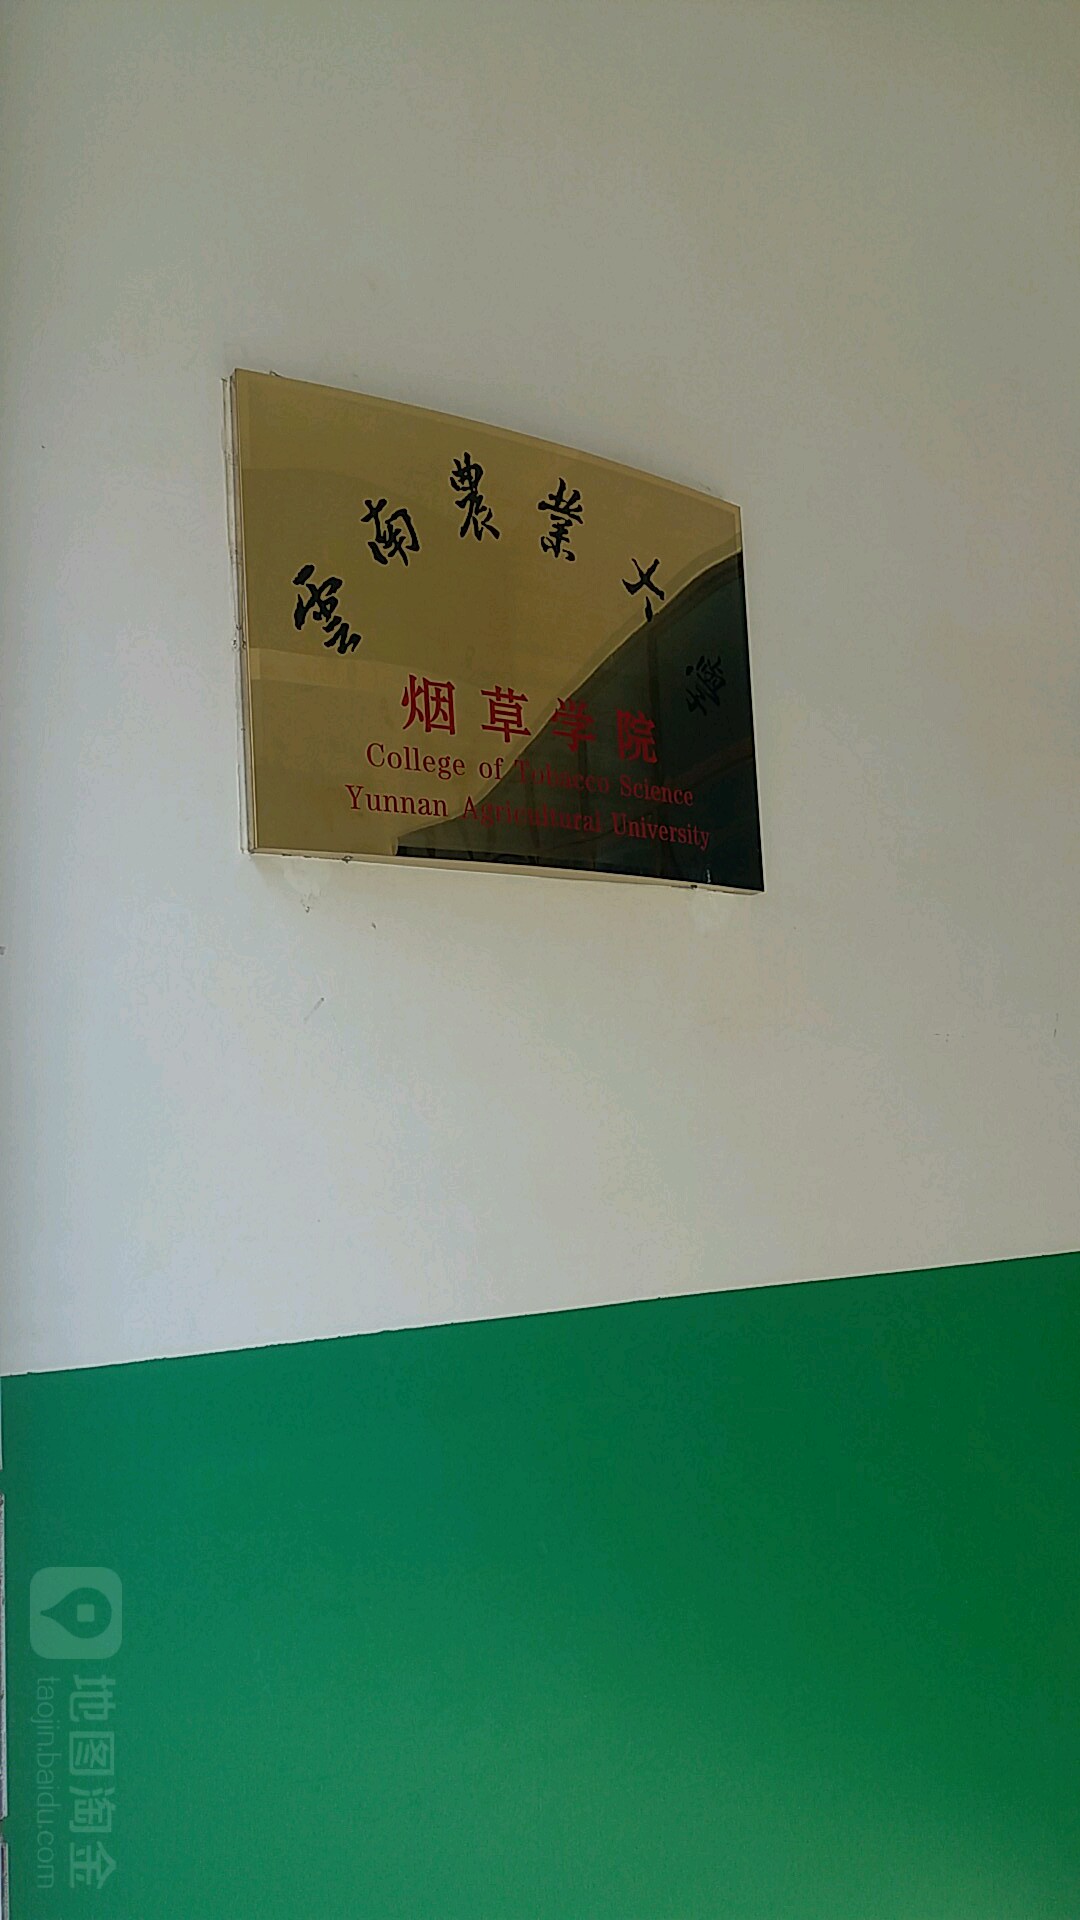 雲南農業大學
烟草学院
College of Tobacco Science
Yunnan Agricultural University
地图淘金
taojin.baidu.com